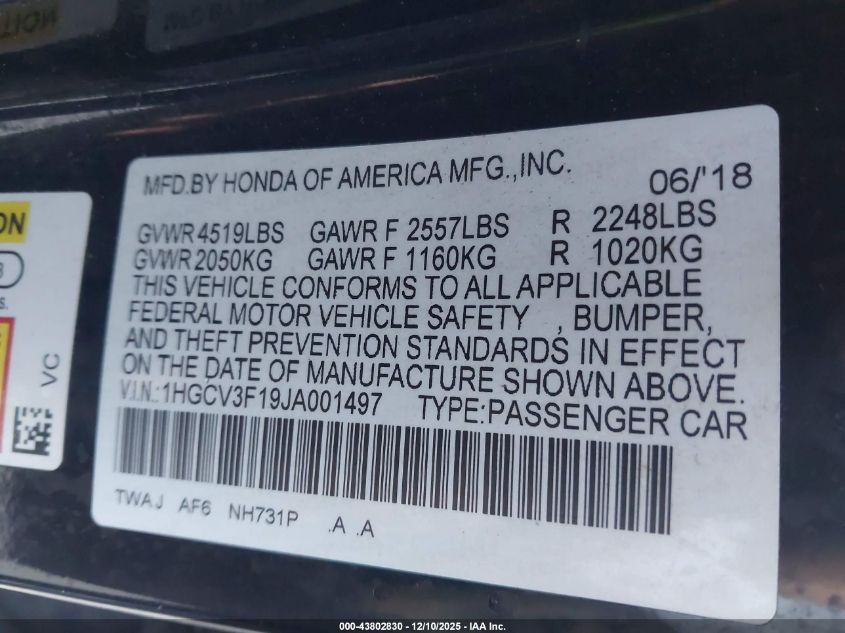 MFD.BY HONDA OF AMERICA MFG.,INC. 06/'18
GVWR 4519LBS GAWR F 2557LBS R 2248LBS
GVWR 2050KG GAWR F 1160KG R 1020KG
THIS VEHICLE CONFORMS TO ALL APPLICABLE
FEDERAL MOTOR VEHICLE SAFETY , BUMPER,
AND THEFT PREVENTION STANDARDS IN EFFECT
ON THE DATE OF MANUFACTURE SHOWN ABOVE.
V.I.N.:1HGCV3F19JA001497 TYPE:PASSENGER CAR
TWAJ AF6 NH731P .A .A
VC
000-43802830 - 12/10/2025 - IAA Inc.